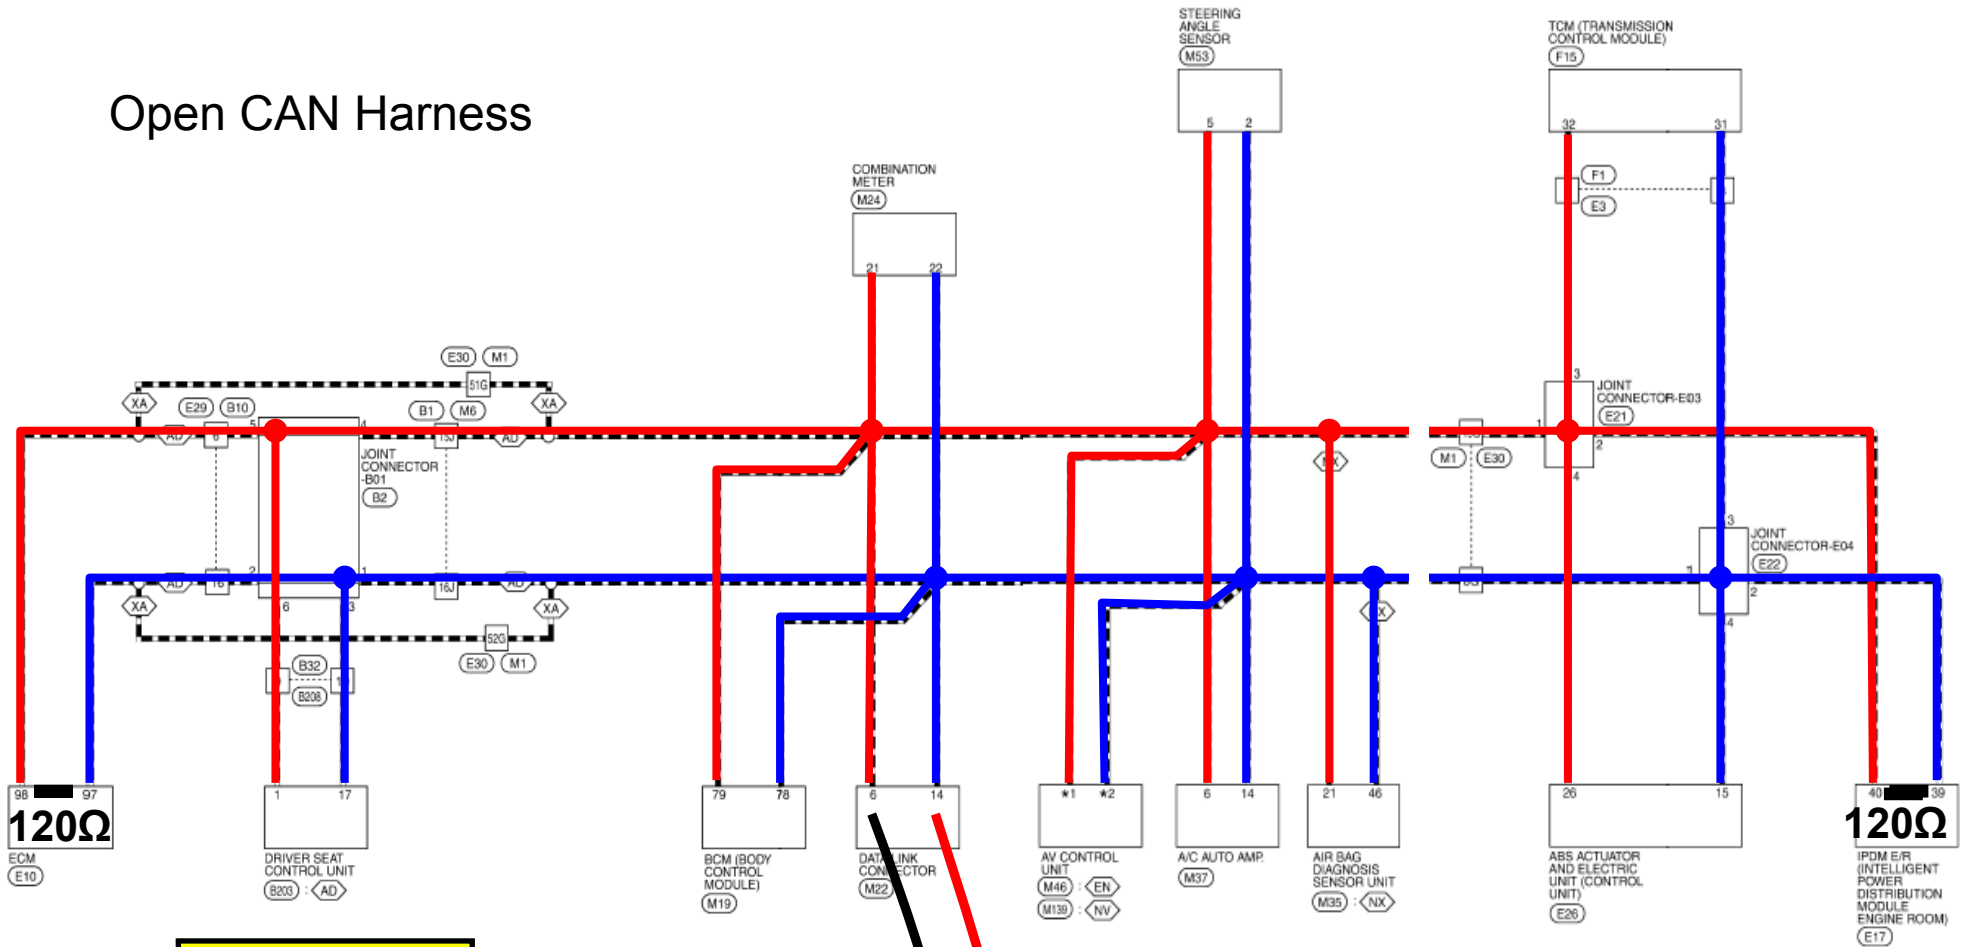 Open CAN Harness
STEERING
ANGLE
SENSOR
M53
5 2
TCM (TRANSMISSION
CONTROL MODULE)
F15
32 31
F1
E3
COMBINATION
METER
M24
21 22
E30 M1
51G
XA XA
E29 B10
B1 M6
AD 6 5 4 15J AD
JOINT
CONNECTOR
-B01
B2
3
JOINT
CONNECTOR-E03
E21
1
2
4
M1 E30
3
JOINT
CONNECTOR-E04
E22
1
2
4
AD 16 2 1 16J AD
XA XA
6 3
52G
E30 M1
B32
B208
98 97
120Ω
ECM
E10
1 17
DRIVER SEAT
CONTROL UNIT
B203 : AD
79 78
BCM (BODY
CONTROL
MODULE)
M19
6 14
DATA LINK
CONNECTOR
M22
*1 *2
AV CONTROL
UNIT
M46 : EN
M139 : NV
6 14
A/C AUTO AMP.
M37
21 46
AIR BAG
DIAGNOSIS
SENSOR UNIT
M35 : NX
26 15
ABS ACTUATOR
AND ELECTRIC
UNIT (CONTROL
UNIT)
E26
40 39
120Ω
IPDM E/R
(INTELLIGENT
POWER
DISTRIBUTION
MODULE
ENGINE ROOM)
E17